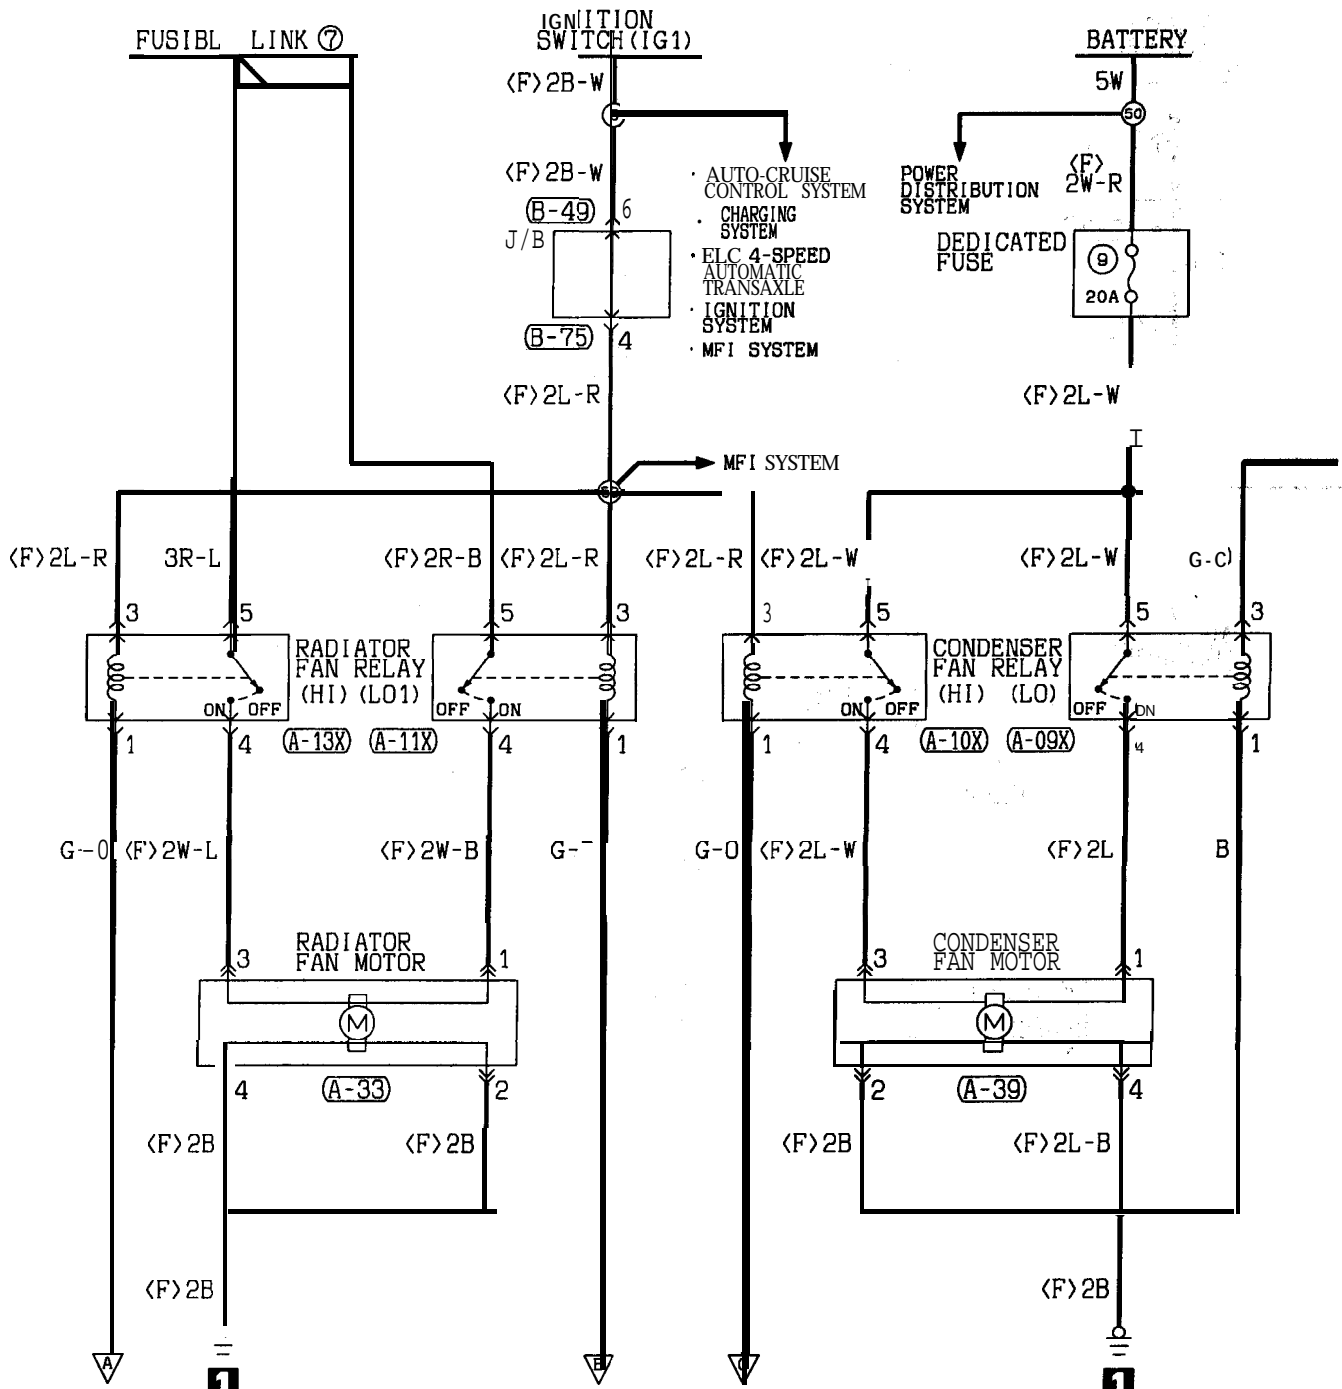 FUSIBL LINK ⑦
IGNITION
SWITCH(IG1)
BATTERY
<F>2B-W
5W
50
<F>2B-W
· AUTO-CRUISE
CONTROL SYSTEM
· CHARGING
SYSTEM
· ELC 4-SPEED
AUTOMATIC
TRANSAXLE
· IGNITION
SYSTEM
· MFI SYSTEM
POWER
DISTRIBUTION
SYSTEM
<F>
2W-R
B-49 6
J/B
DEDICATED
FUSE
9
20A
B-75 4
<F>2L-R
<F>2L-W
I
MFI SYSTEM
<F>2L-R 3R-L <F>2R-B <F>2L-R <F>2L-R <F>2L-W <F>2L-W
3 5 5 3 3 5 5 3
RADIATOR
FAN RELAY
(HI) (LO1)
CONDENSER
FAN RELAY
(HI) (LO)
ON OFF OFF ON ON OFF OFF ON
1 4 A-13X A-11X 4 1 1 4 A-10X A-09X 4 1
G-O <F>2W-L <F>2W-B G- G-O <F>2L-W <F>2L B
RADIATOR
FAN MOTOR
CONDENSER
FAN MOTOR
3 1 3 1
M M
4 A-33 2 2 A-39 4
<F>2B <F>2B <F>2B <F>2L-B
<F>2B <F>2B
A B
1 1